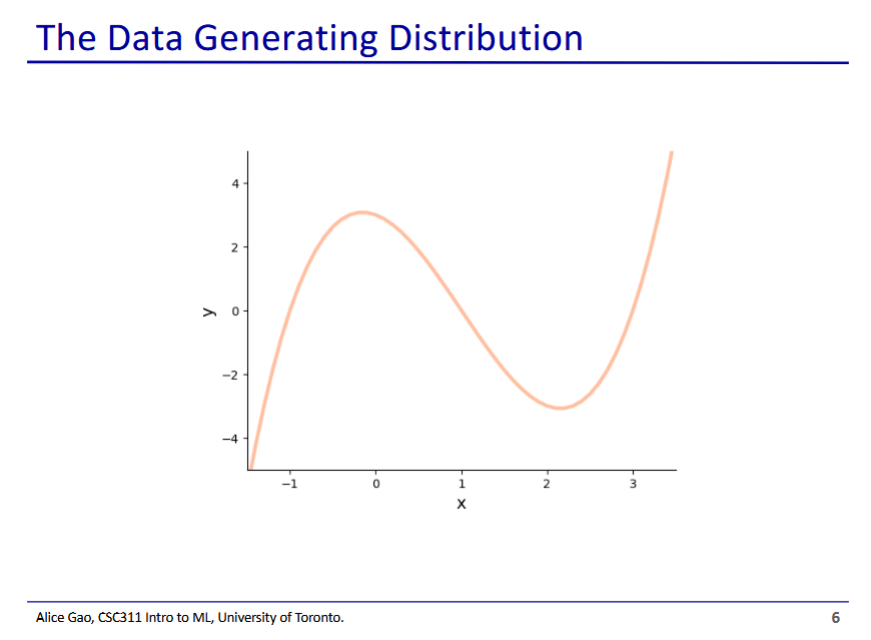 The Data Generating Distribution
4
2
0
−2
−4
y
−1 0 1 2 3
x
Alice Gao, CSC311 Intro to ML, University of Toronto. 6